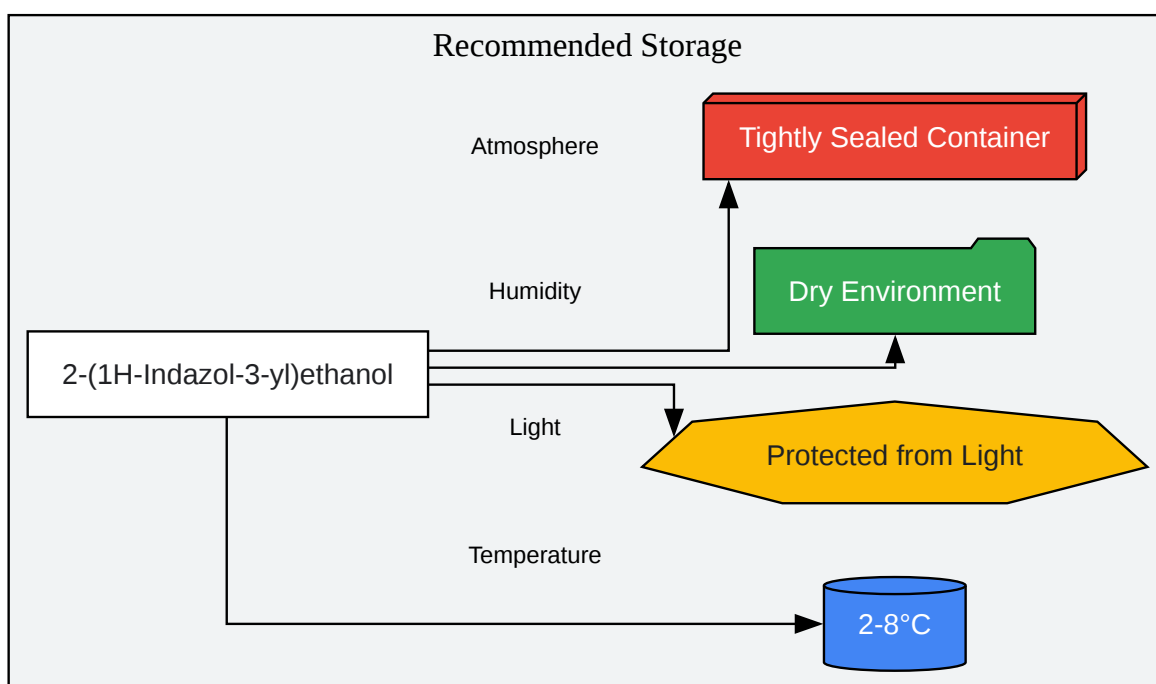 Recommended Storage
Atmosphere
Tightly Sealed Container
Humidity
Dry Environment
2-(1H-Indazol-3-yl)ethanol
Light
Protected from Light
Temperature
2-8°C